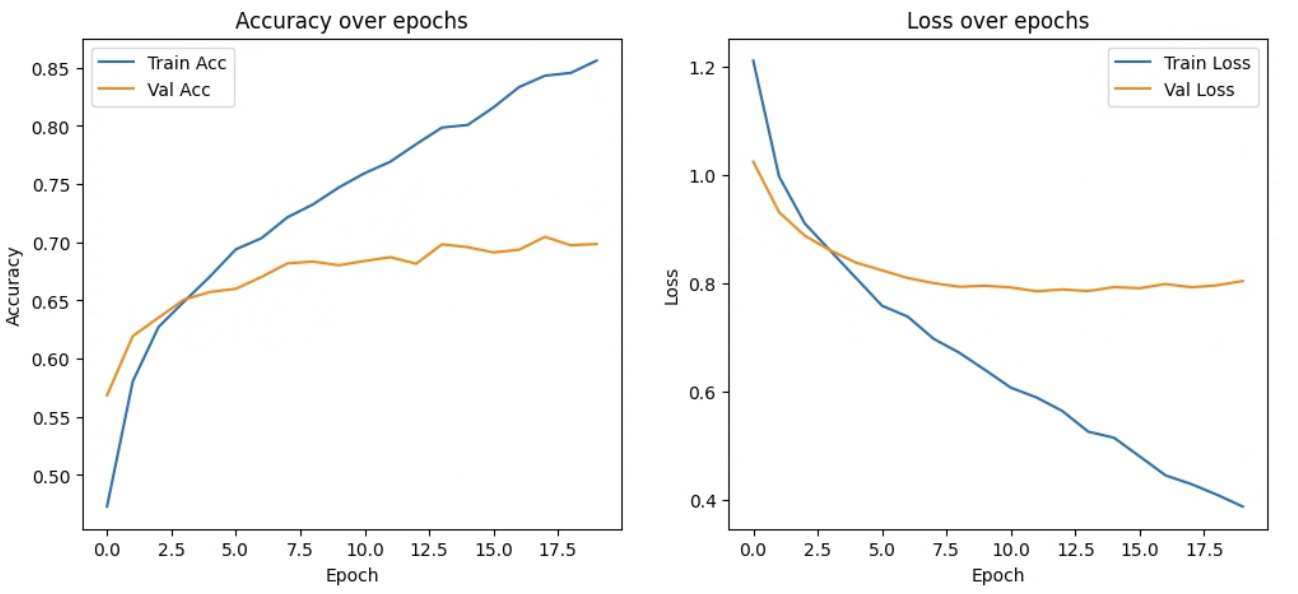 Accuracy over epochs
Train Acc
Val Acc
0.85
0.80
0.75
0.70
0.65
0.60
0.55
0.50
Accuracy
0.0 2.5 5.0 7.5 10.0 12.5 15.0 17.5
Epoch
Loss over epochs
Train Loss
Val Loss
1.2
1.0
0.8
0.6
0.4
Loss
0.0 2.5 5.0 7.5 10.0 12.5 15.0 17.5
Epoch